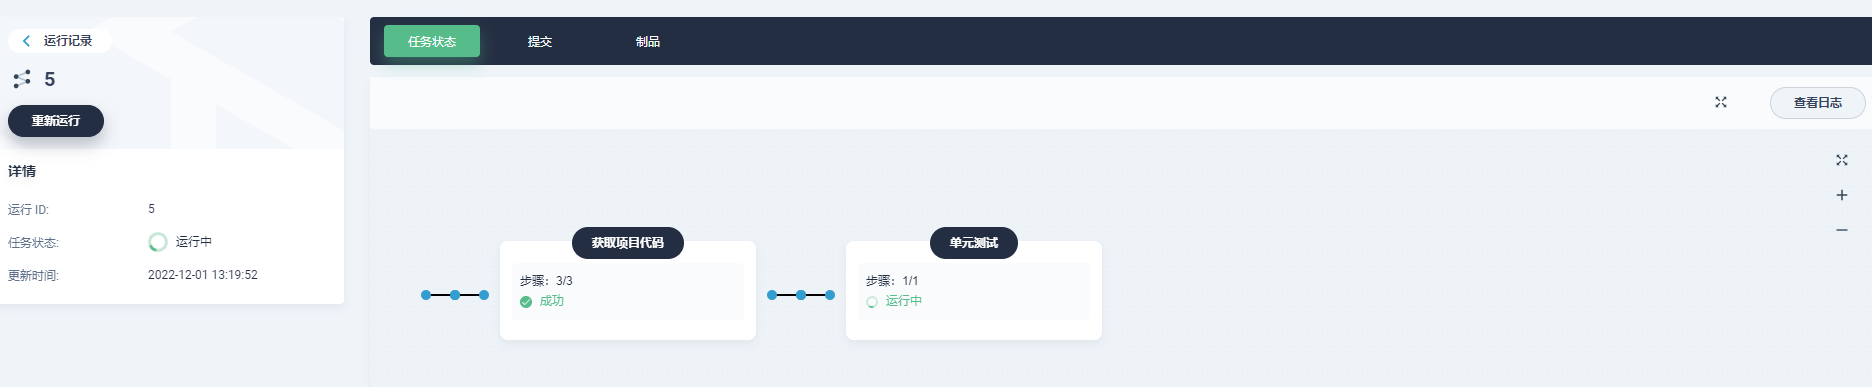 运行记录
5
重新运行
详情
运行 ID: 5
任务状态: 运行中
更新时间: 2022-12-01 13:19:52
任务状态 提交 制品
查看日志
获取项目代码
步骤：3/3
成功
单元测试
步骤：1/1
运行中